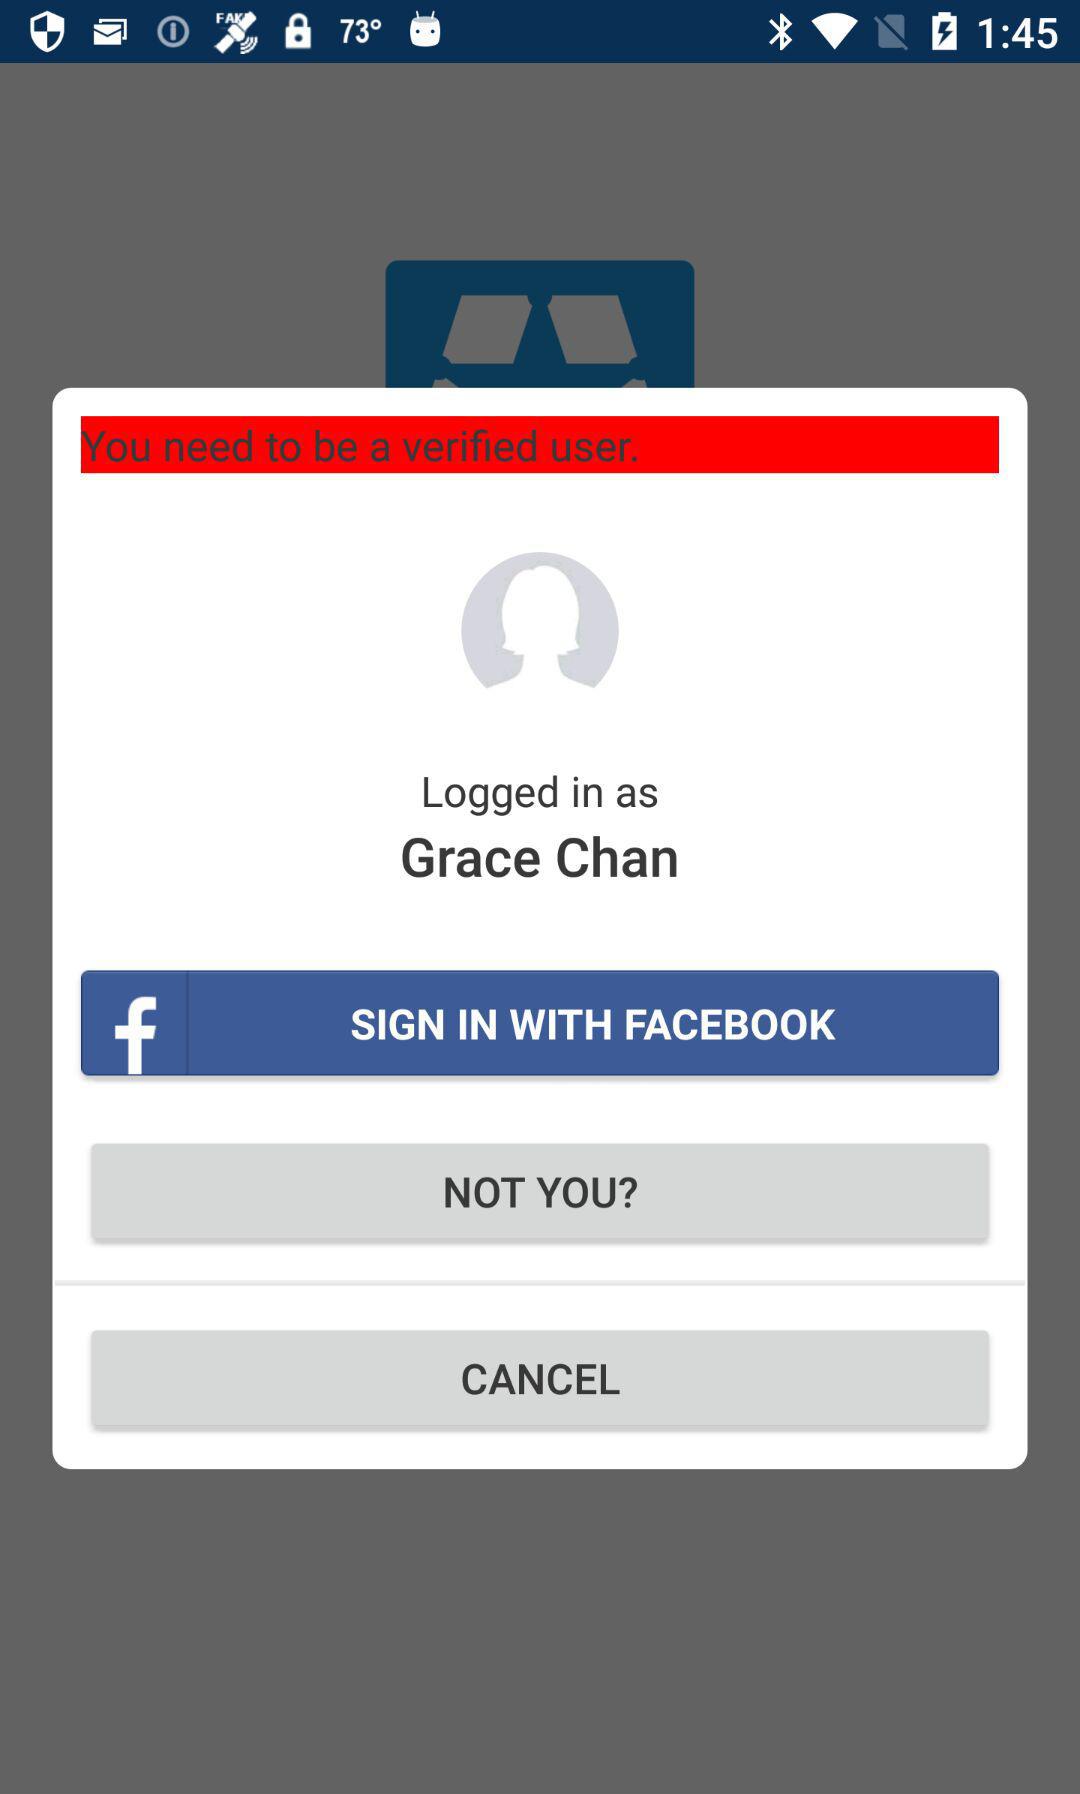 FAKE 73° 1:45
You need to be a verified user.
Logged in as
Grace Chan
f SIGN IN WITH FACEBOOK
NOT YOU?
CANCEL